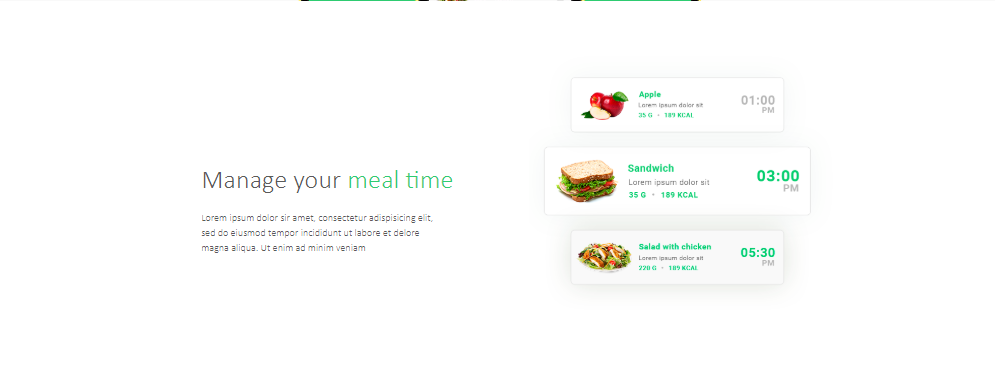 Manage your meal time
Lorem ipsum dolor sir amet, consectetur adispisicing elit,
sed do eiusmod tempor incididunt ut labore et dolore
magna aliqua. Ut enim ad minim veniam
Apple
Lorem ipsum dolor sit
35 G • 189 KCAL
01:00
PM
Sandwich
Lorem ipsum dolor sit
35 G • 189 KCAL
03:00
PM
Salad with chicken
Lorem ipsum dolor sit
220 G • 189 KCAL
05:30
PM